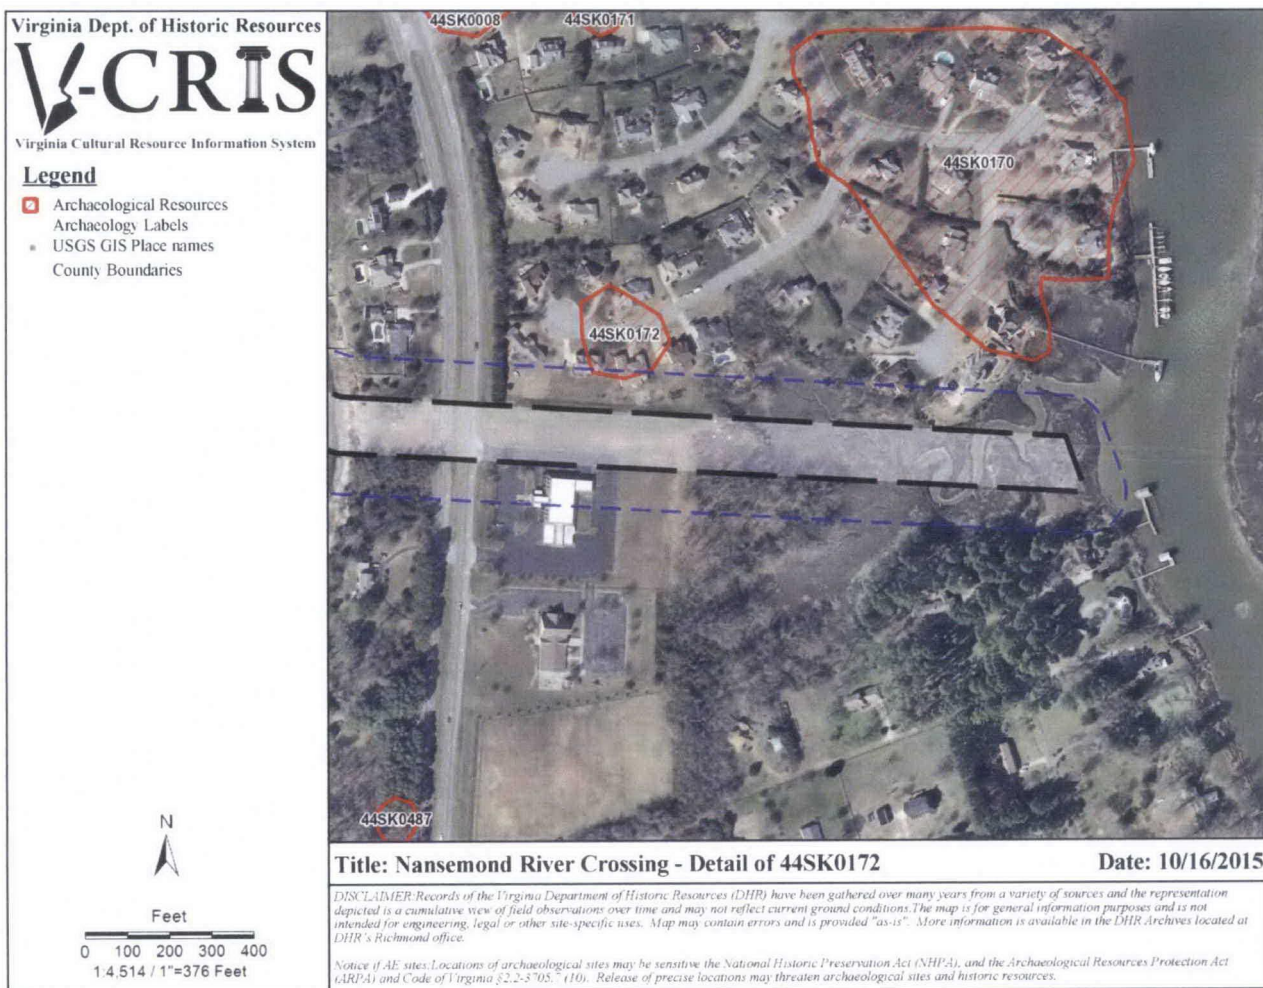 Virginia Dept. of Historic Resources
V-CRIS
Virginia Cultural Resource Information System
Legend
Archaeological Resources
Archaeology Labels
USGS GIS Place names
County Boundaries
N
Feet
0 100 200 300 400
1:4,514 / 1"=376 Feet
44SK0008
44SK0171
44SK0170
44SK0172
44SK0487
Title: Nansemond River Crossing - Detail of 44SK0172
Date: 10/16/2015
DISCLAIMER:Records of the Virginia Department of Historic Resources (DHR) have been gathered over many years from a variety of sources and the representation
depicted is a cumulative view of field observations over time and may not reflect current ground conditions.The map is for general information purposes and is not
intended for engineering, legal or other site-specific uses. Map may contain errors and is provided "as-is". More information is available in the DHR Archives located at
DHR's Richmond office.
Notice if AE sites:Locations of archaeological sites may be sensitive the National Historic Preservation Act (NHPA), and the Archaeological Resources Protection Act
(ARPA) and Code of Virginia §2.2-3705.7 (10). Release of precise locations may threaten archaeological sites and historic resources.